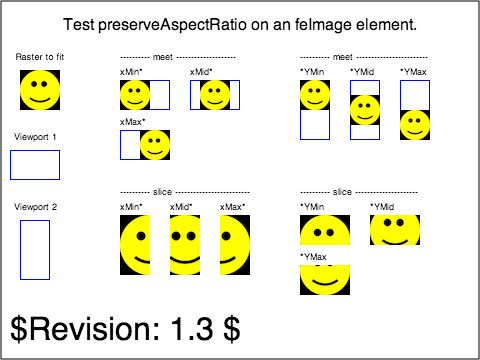 Test preserveAspectRatio on an feImage element.
Raster to fit
Viewport 1
Viewport 2
---------- meet --------------------
xMin*
xMid*
xMax*
---------- meet ------------------------
*YMin
*YMid
*YMax
---------- slice -------------------------
xMin*
xMid*
xMax*
---------- slice ---------------------
*YMin
*YMid
*YMax
$Revision: 1.3 $